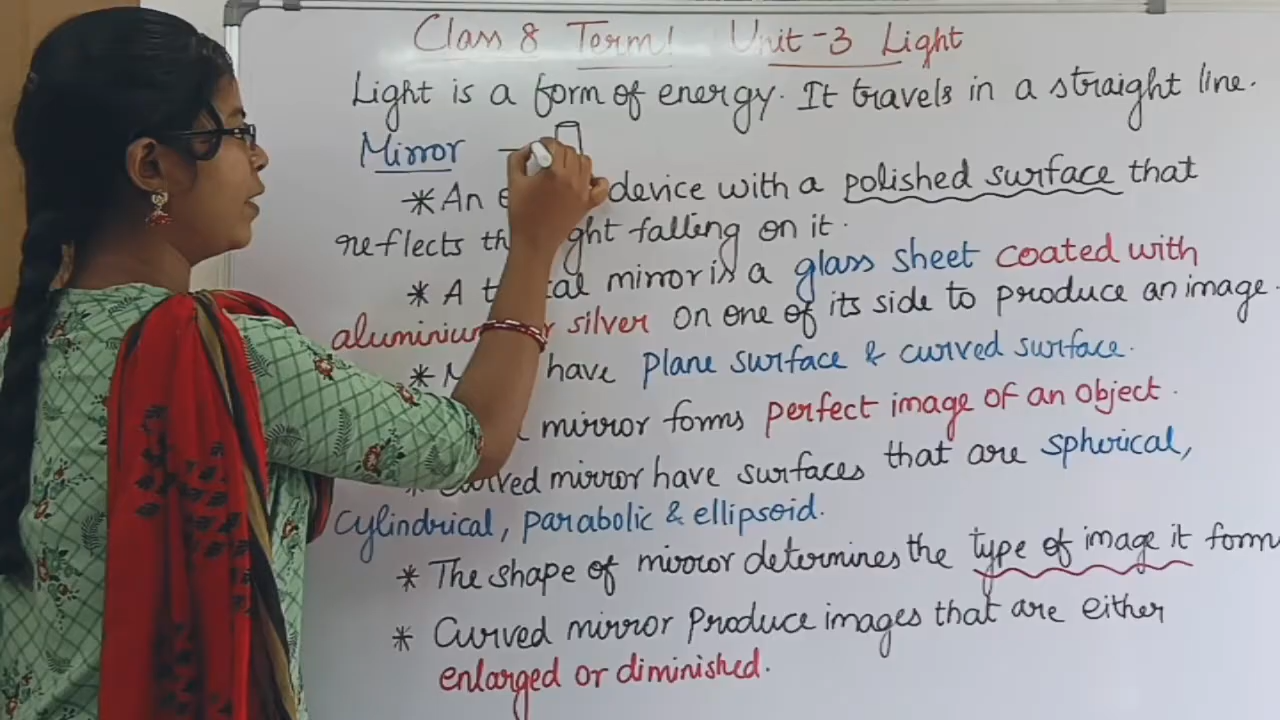 Class 8 Term 1 Unit-3 Light
Light is a form of energy. It travels in a straight line.
Mirror
* An device with a polished surface that
reflects falling on it.
* A mirror is a glass sheet coated with
silver on one of its side to produce an image.
* have plane surface & curved surface.
mirror forms perfect image of an object.
mirror have surfaces that are spherical,
cylindrical, parabolic & ellipsoid.
* The shape of mirror determines the type of image it form
* Curved mirror produce images that are either
enlarged or diminished.